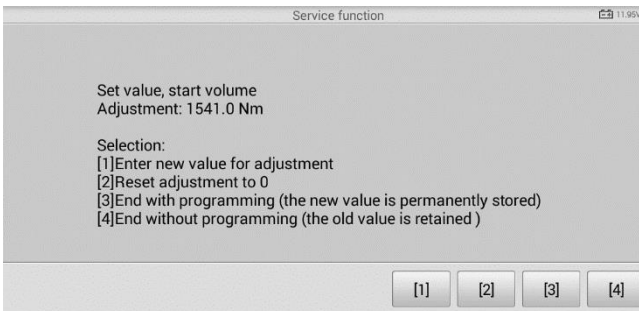 Service function
11.95V
Set value, start volume
Adjustment: 1541.0 Nm
Selection:
[1]Enter new value for adjustment
[2]Reset adjustment to 0
[3]End with programming (the new value is permanently stored)
[4]End without programming (the old value is retained )
[1]
[2]
[3]
[4]